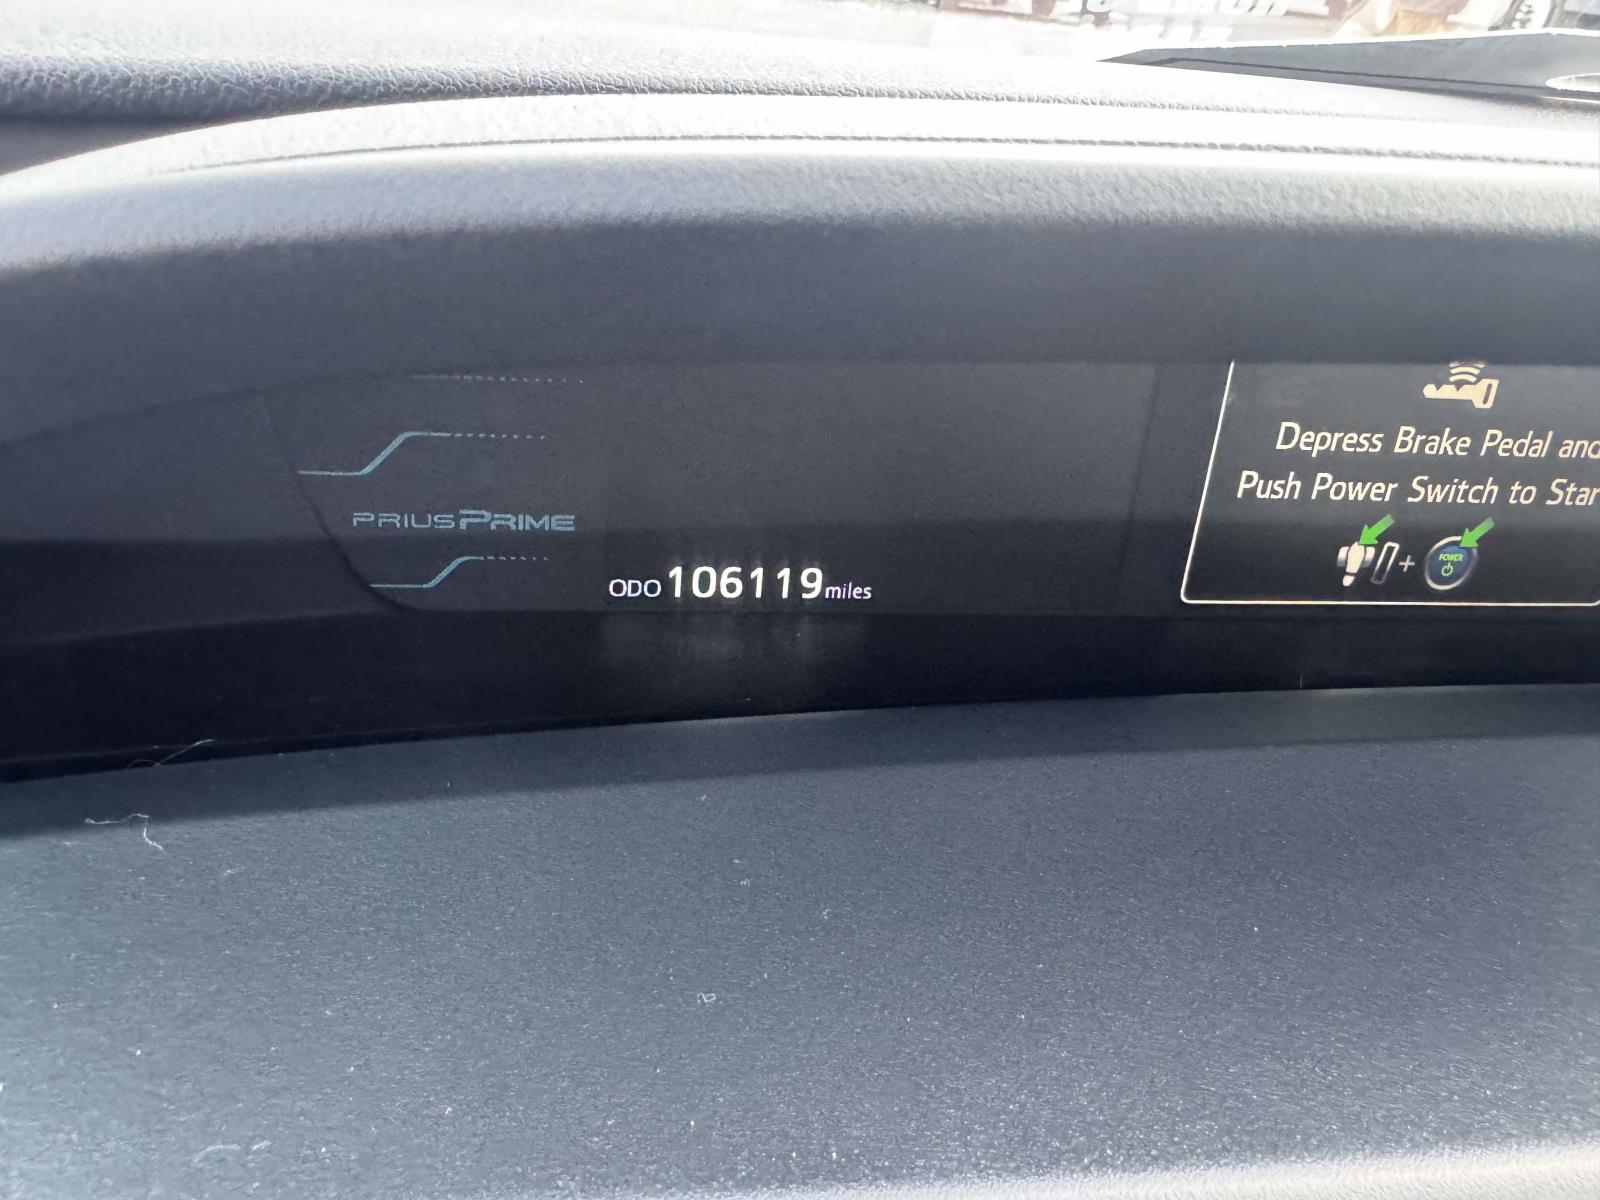 PRIUS PRIME
ODO 106119 miles
Depress Brake Pedal and
Push Power Switch to Star
+ POWER